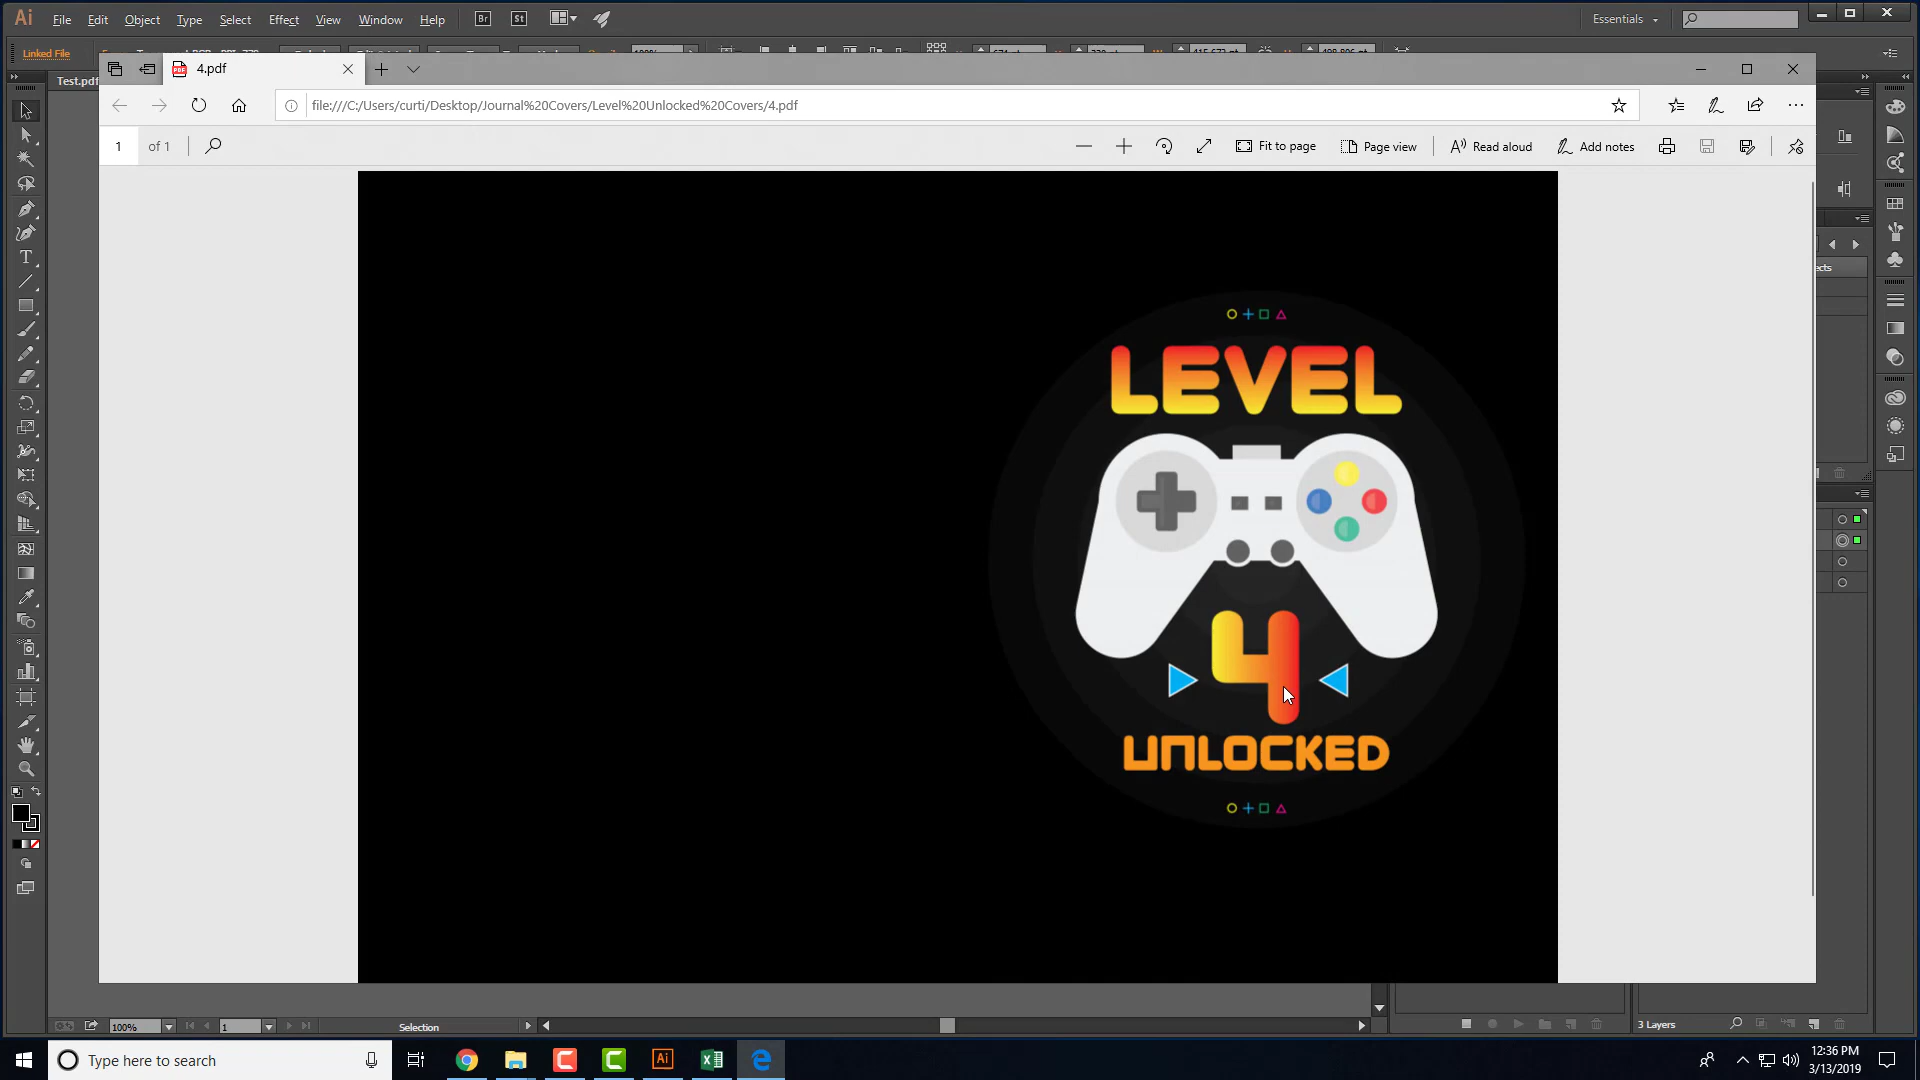 Ai File Edit Object Type Select Effect View Window Help Br St Essentials
Linked File
Test.pdf
4.pdf
file:///C:/Users/curti/Desktop/Journal%20Covers/Level%20Unlocked%20Covers/4.pdf
1 of 1 Fit to page Page view Read aloud Add notes
LEVEL
4
UNLOCKED
100% 1 Selection 3 Layers
Type here to search
Ai
12:36 PM
3/13/2019